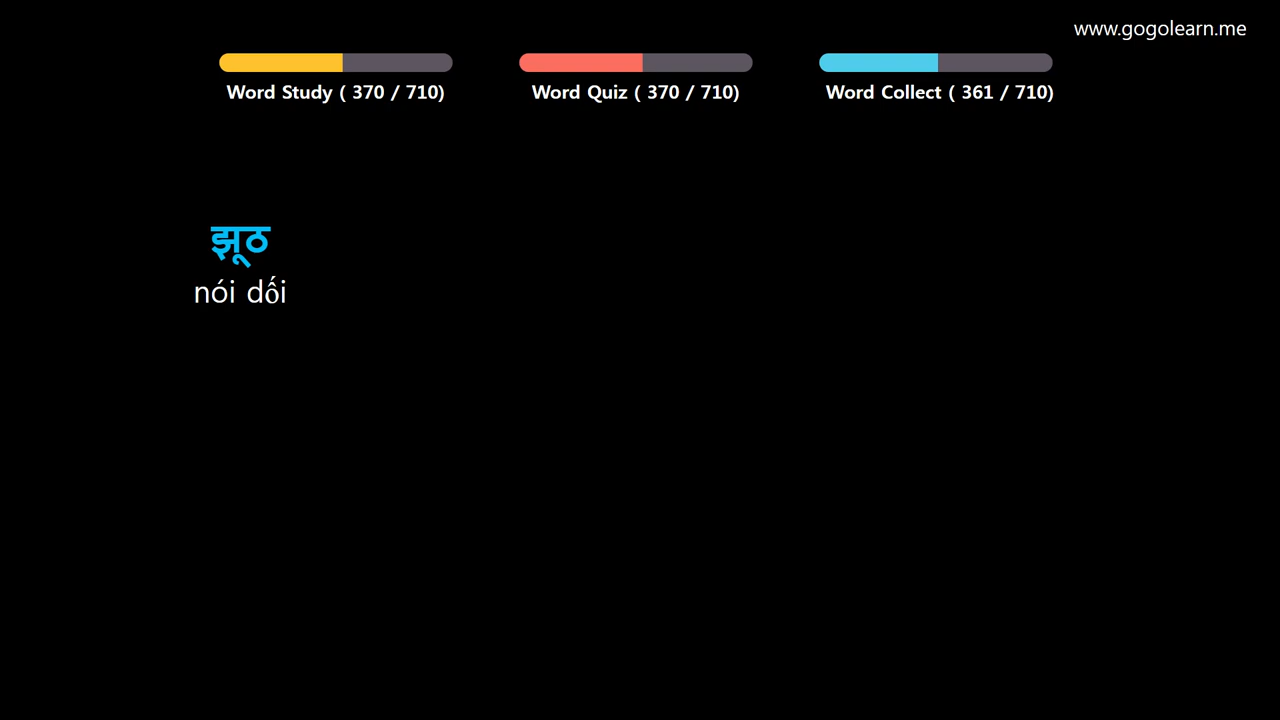 www.gogolearn.me
Word Study ( 370 / 710)
Word Quiz ( 370 / 710)
Word Collect ( 361 / 710)
झूठ
nói dối